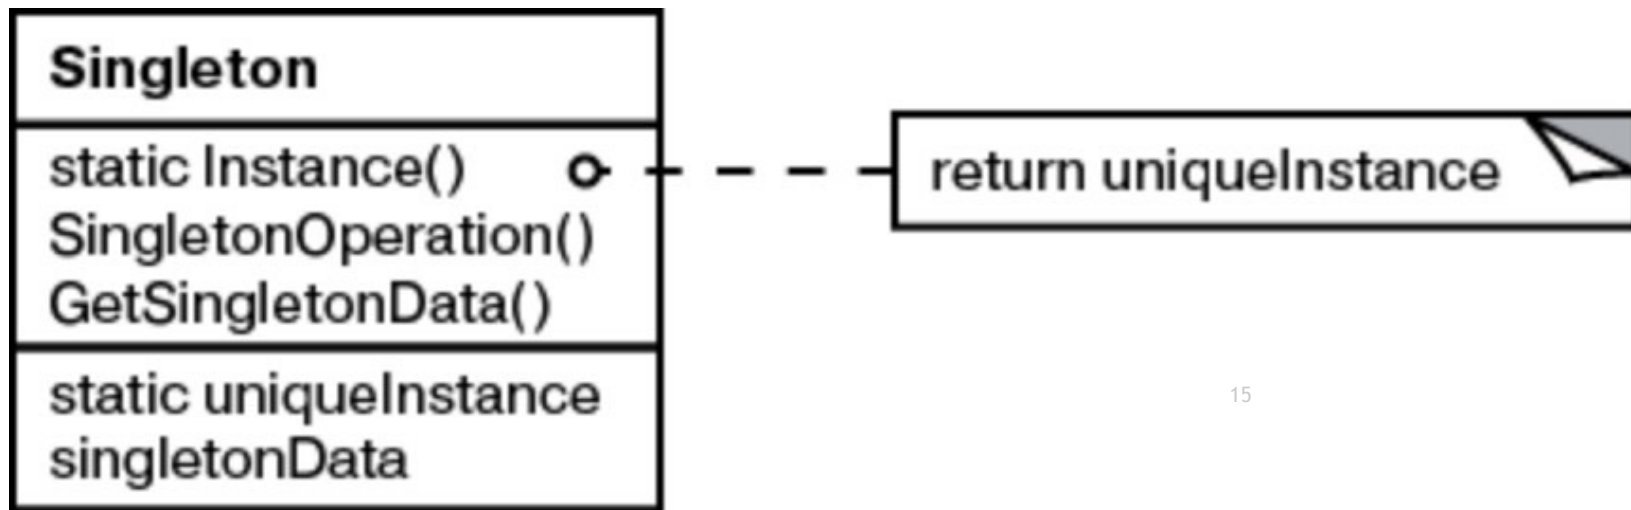 Singleton
static Instance()
SingletonOperation()
GetSingletonData()
static uniqueInstance
singletonData
return uniqueInstance
15